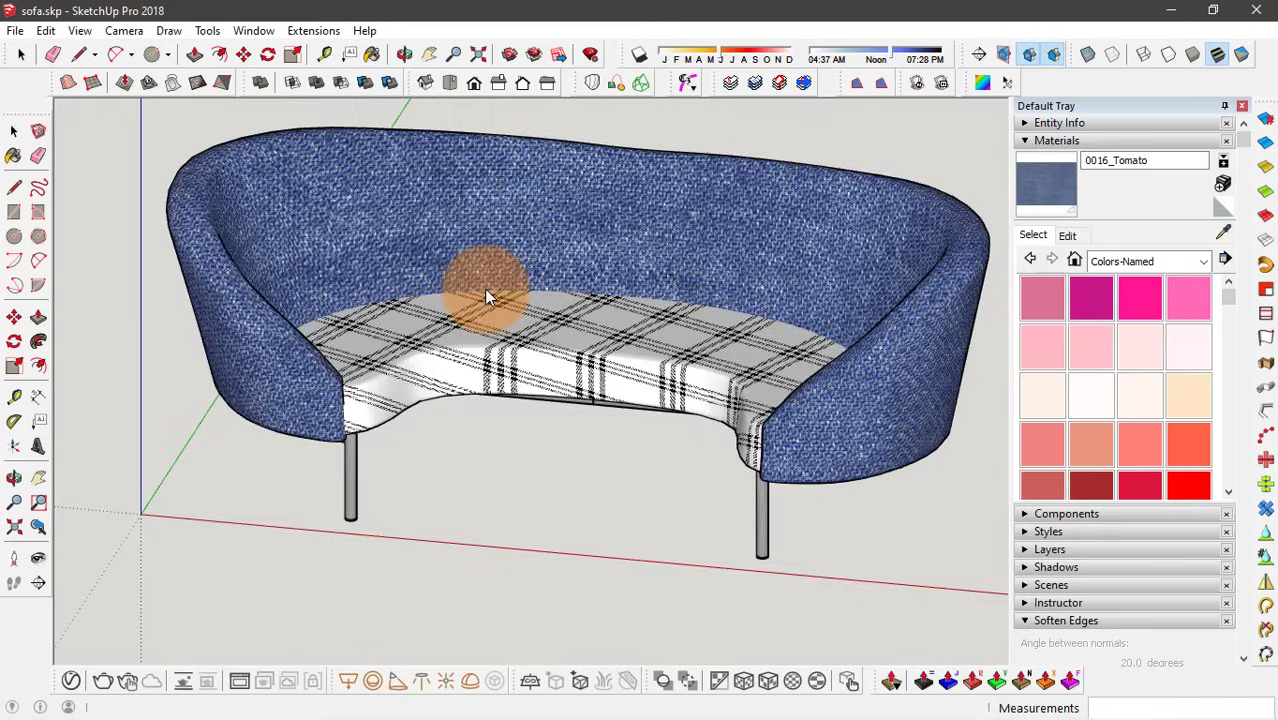 sofa.skp - SketchUp Pro 2018
File Edit View Camera Draw Tools Window Extensions Help
J F M A M J J A S O N D
04:37 AM Noon 07:28 PM
Default Tray
Entity Info
Materials
0016_Tomato
Select Edit
Colors-Named
Components
Styles
Layers
Shadows
Scenes
Instructor
Soften Edges
Angle between normals:
20.0 degrees
Measurements